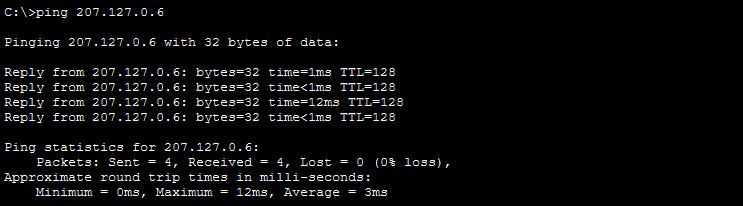 C:\>ping 207.127.0.6
Pinging 207.127.0.6 with 32 bytes of data:
Reply from 207.127.0.6: bytes=32 time=1ms TTL=128
Reply from 207.127.0.6: bytes=32 time<1ms TTL=128
Reply from 207.127.0.6: bytes=32 time=12ms TTL=128
Reply from 207.127.0.6: bytes=32 time<1ms TTL=128
Ping statistics for 207.127.0.6:
    Packets: Sent = 4, Received = 4, Lost = 0 (0% loss),
Approximate round trip times in milli-seconds:
    Minimum = 0ms, Maximum = 12ms, Average = 3ms